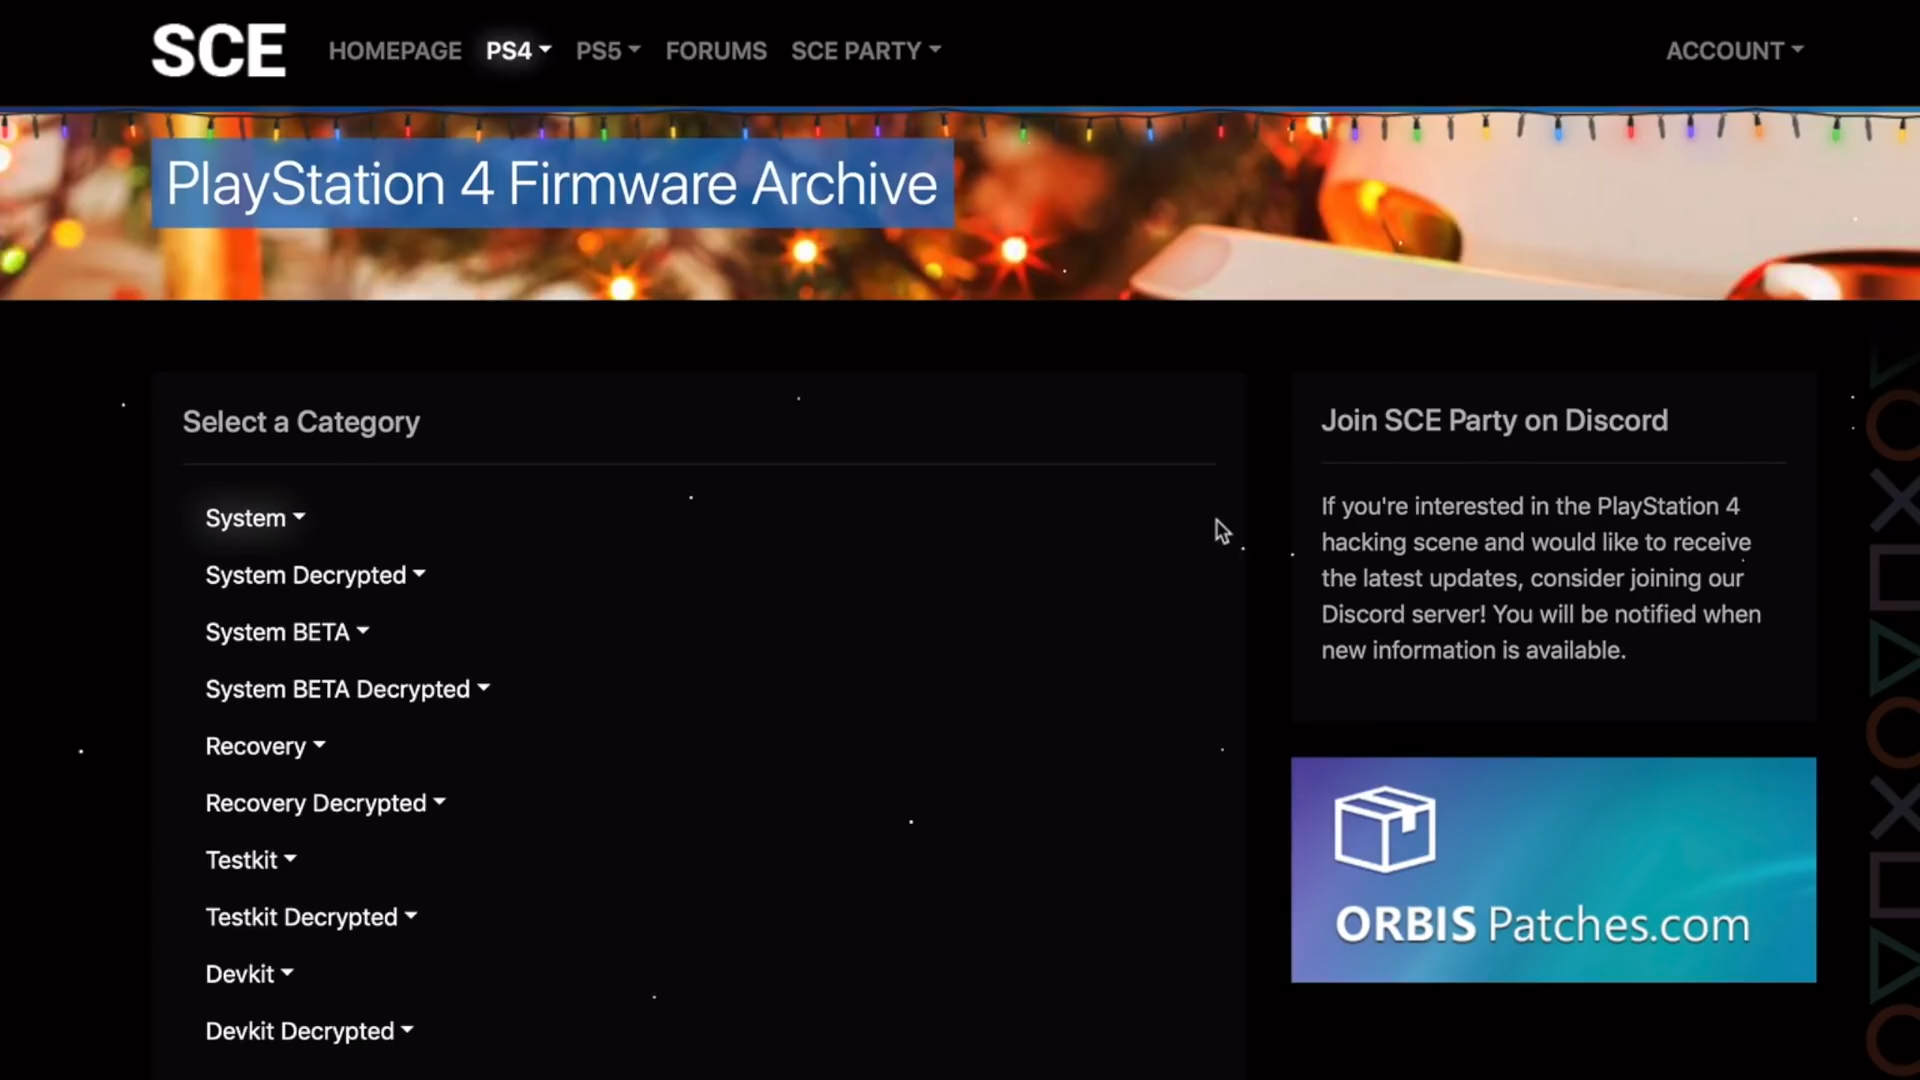 SCE HOMEPAGE PS4 PS5 FORUMS SCE PARTY ACCOUNT
PlayStation 4 Firmware Archive
Select a Category
System
System Decrypted
System BETA
System BETA Decrypted
Recovery
Recovery Decrypted
Testkit
Testkit Decrypted
Devkit
Devkit Decrypted
Join SCE Party on Discord
If you're interested in the PlayStation 4
hacking scene and would like to receive
the latest updates, consider joining our
Discord server! You will be notified when
new information is available.
ORBIS Patches.com